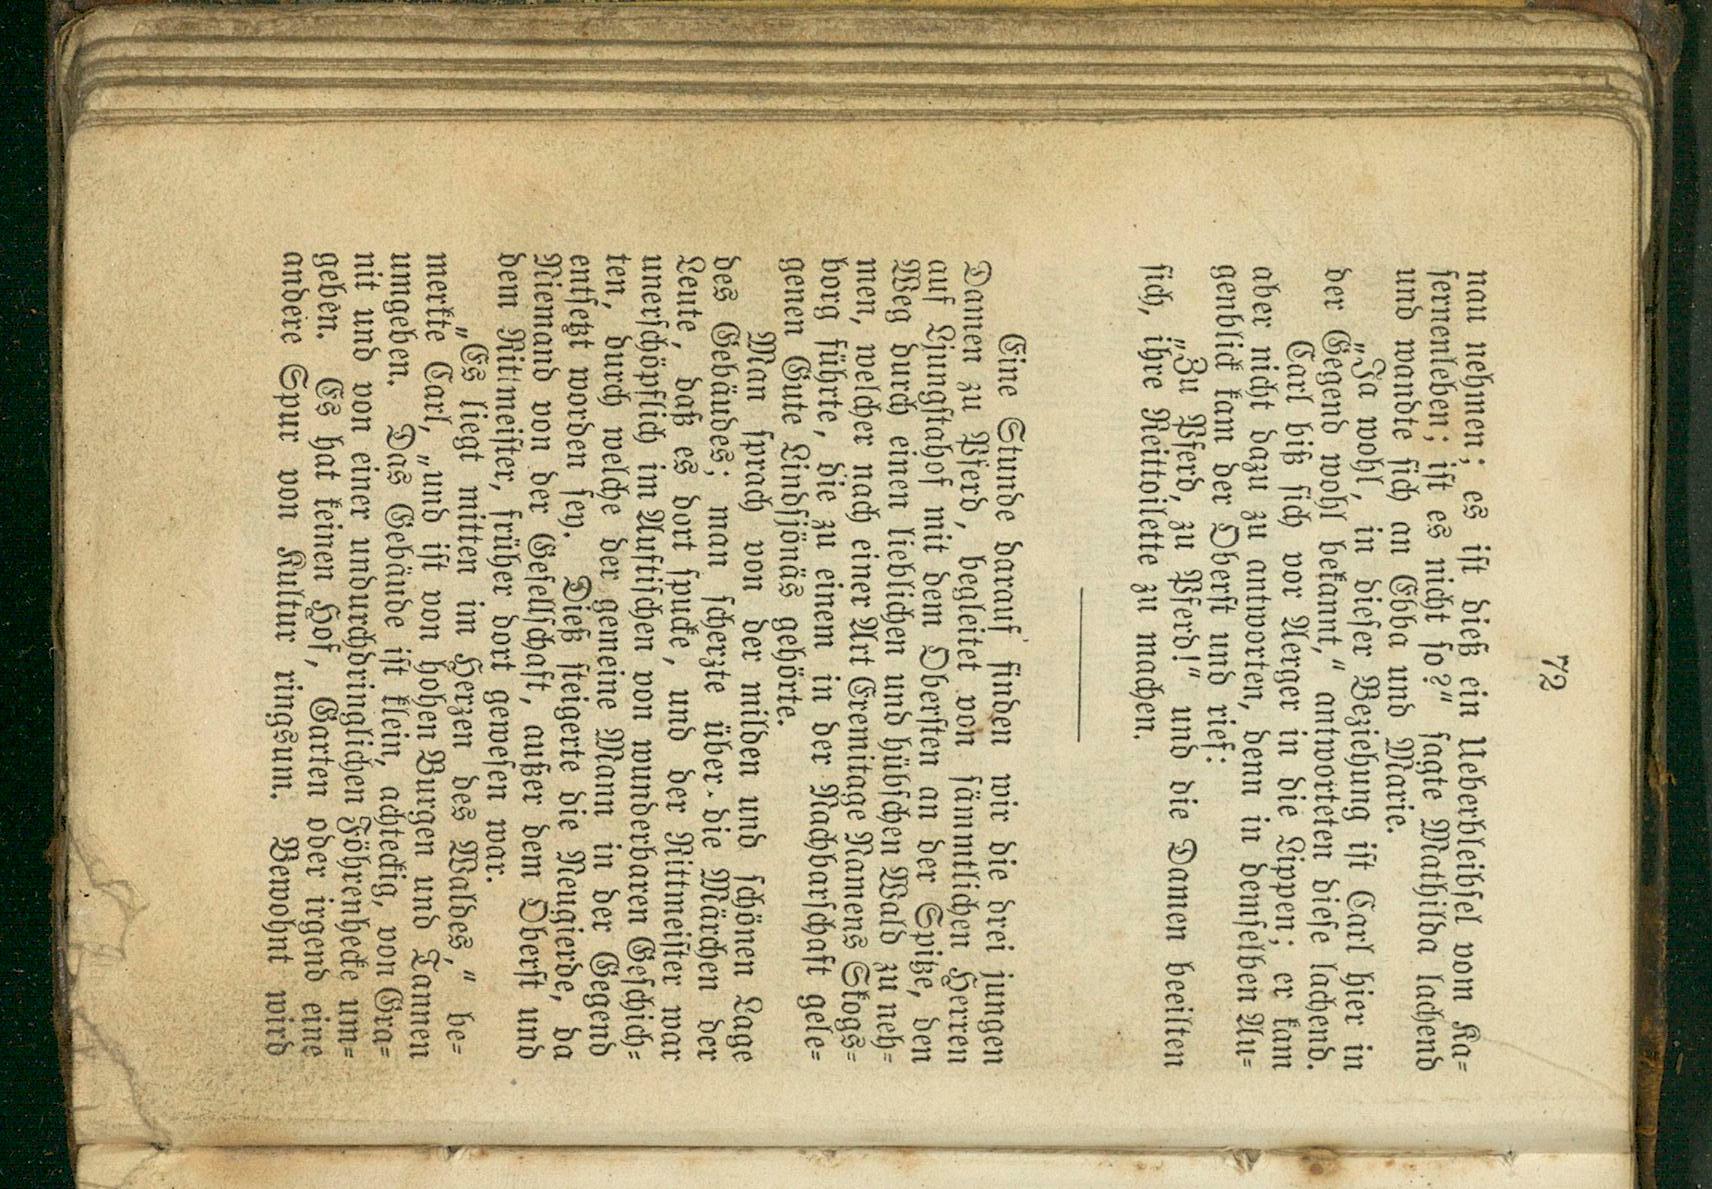 72
nau nehmen; es iſt dieß ein Ueberbleibſel vom Ka-
ſernenleben; iſt es nicht ſo?“ ſagte Mathilda lachend
und wandte ſich an Ebba und Marie.
„Ja wohl, in dieſer Beziehung iſt Carl hier in
der Gegend wohl bekannt,“ antworteten dieſe lachend.
Carl biß ſich vor Aerger in die Lippen; er kam
aber nicht dazu zu antworten, denn in demſelben Au-
genblick kam der Oberſt und rief:
„Zu Pferd, zu Pferd!“ und die Damen beeilten
ſich, ihre Reittoilette zu machen.
Eine Stunde darauf finden wir die drei jungen
Damen zu Pferd, begleitet von ſämmtlichen Herren
auf Ljungſtahof mit dem Oberſten an der Spitze, den
Weg durch einen lieblichen und hübſchen Wald zu neh-
men, welcher nach einer Art Eremitage Namens Skogs-
borg führte, die zu einem in der Nachbarſchaft gele-
genen Gute Lindſjönäs gehörte.
Man ſprach von der milden und ſchönen Lage
des Gebäudes; man ſcherzte über die Märchen der
Leute, daß es dort ſpucke, und der Rittmeiſter war
unerſchöpflich im Auftiſchen von wunderbaren Geſchich-
ten, durch welche der gemeine Mann in der Gegend
entſetzt worden ſey. Dieß ſteigerte die Neugierde, da
Niemand von der Geſellſchaft, außer dem Oberſt und
dem Rittmeiſter, früher dort geweſen war.
„Es liegt mitten im Herzen des Waldes,“ be-
merkte Carl, „und iſt von hohen Burgen und Tannen
umgeben. Das Gebäude iſt klein, achteckig, von Gra-
nit und von einer undurchdringlichen Föhrenhecke um-
geben. Es hat keinen Hof, Garten oder irgend eine
andere Spur von Kultur ringsum. Bewohnt wird